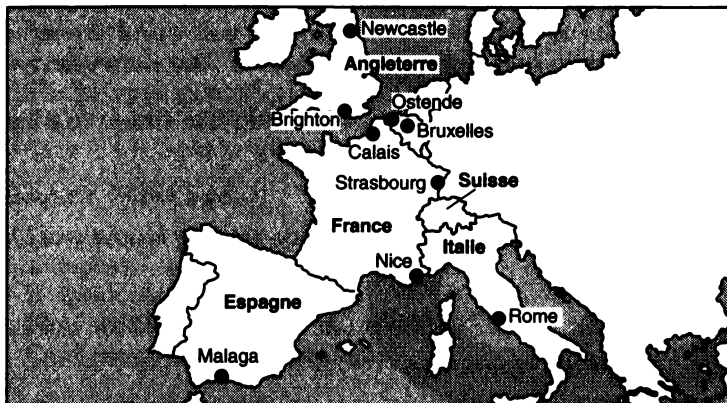 Newcastle
Angleterre
Ostende
Brighton
Bruxelles
Calais
Strasbourg
Suisse
France
Italie
Nice
Espagne
Rome
Malaga